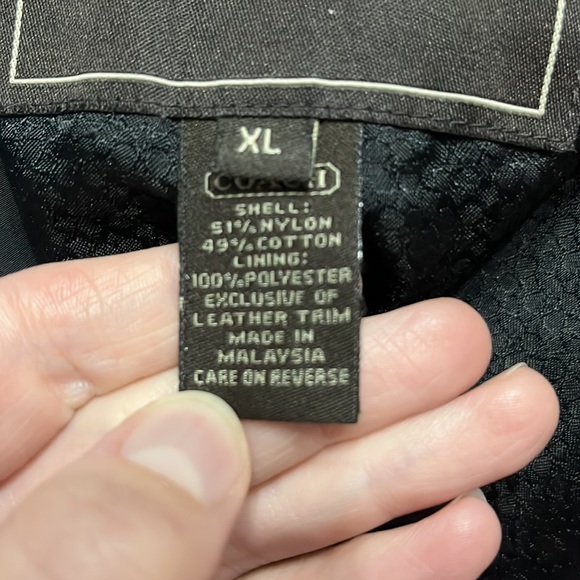 XL
COACH
SHELL:
51% NYLON
49% COTTON
LINING:
100% POLYESTER
EXCLUSIVE OF
LEATHER TRIM
MADE IN
MALAYSIA
CARE ON REVERSE